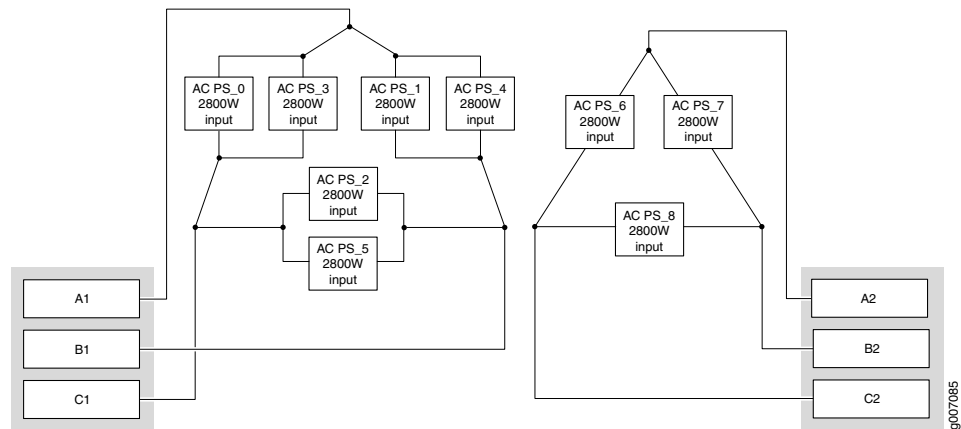 AC PS_0
2800W
input
AC PS_3
2800W
input
AC PS_1
2800W
input
AC PS_4
2800W
input
AC PS_6
2800W
input
AC PS_7
2800W
input
AC PS_2
2800W
input
AC PS_5
2800W
input
AC PS_8
2800W
input
A1
B1
C1
A2
B2
C2
g007085